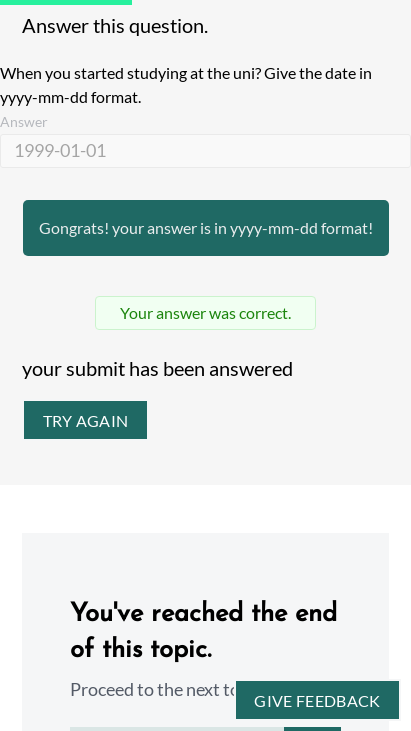 Answer this question.
When you started studying at the uni? Give the date in
yyyy-mm-dd format.
Answer
1999-01-01
Gongrats! your answer is in yyyy-mm-dd format!
Your answer was correct.
your submit has been answered
TRY AGAIN
You've reached the end
of this topic.
Proceed to the next
GIVE FEEDBACK